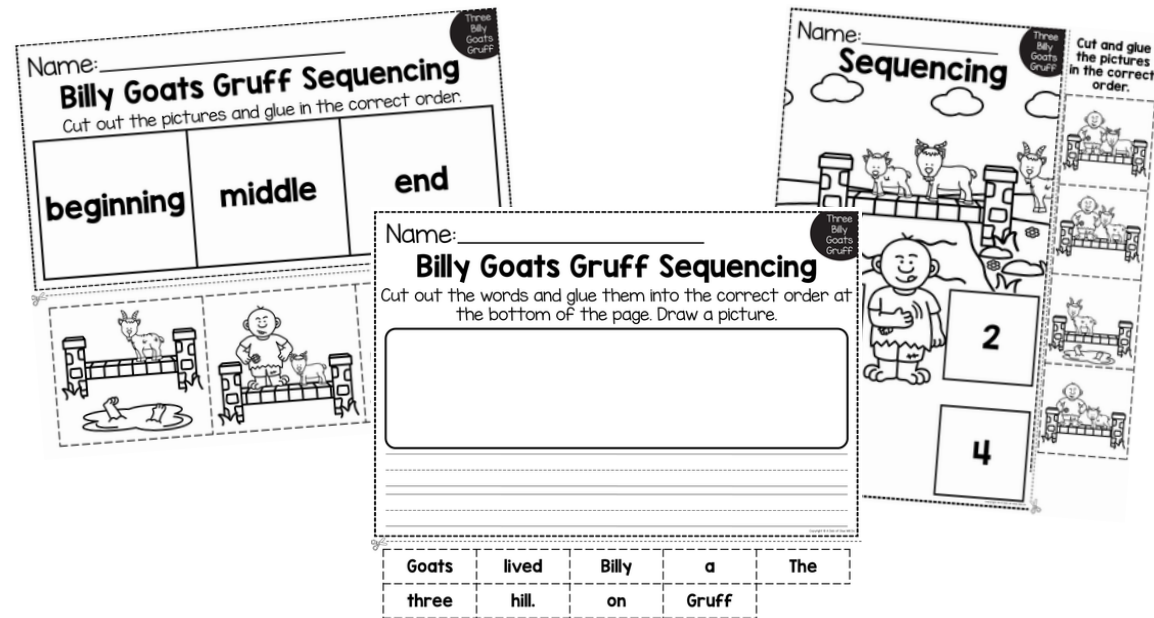 Three
Billy
Goats
Gruff
Name:
Billy Goats Gruff Sequencing
Cut out the pictures and glue in the correct order.
beginning
middle
end
Three
Billy
Goats
Gruff
Name:
Billy Goats Gruff Sequencing
Cut out the words and glue them into the correct order at
the bottom of the page. Draw a picture.
Goats lived Billy a The
three hill. on Gruff
Three
Billy
Goats
Gruff
Name:
Sequencing
Cut and glue
the pictures
in the correct
order.
2
4